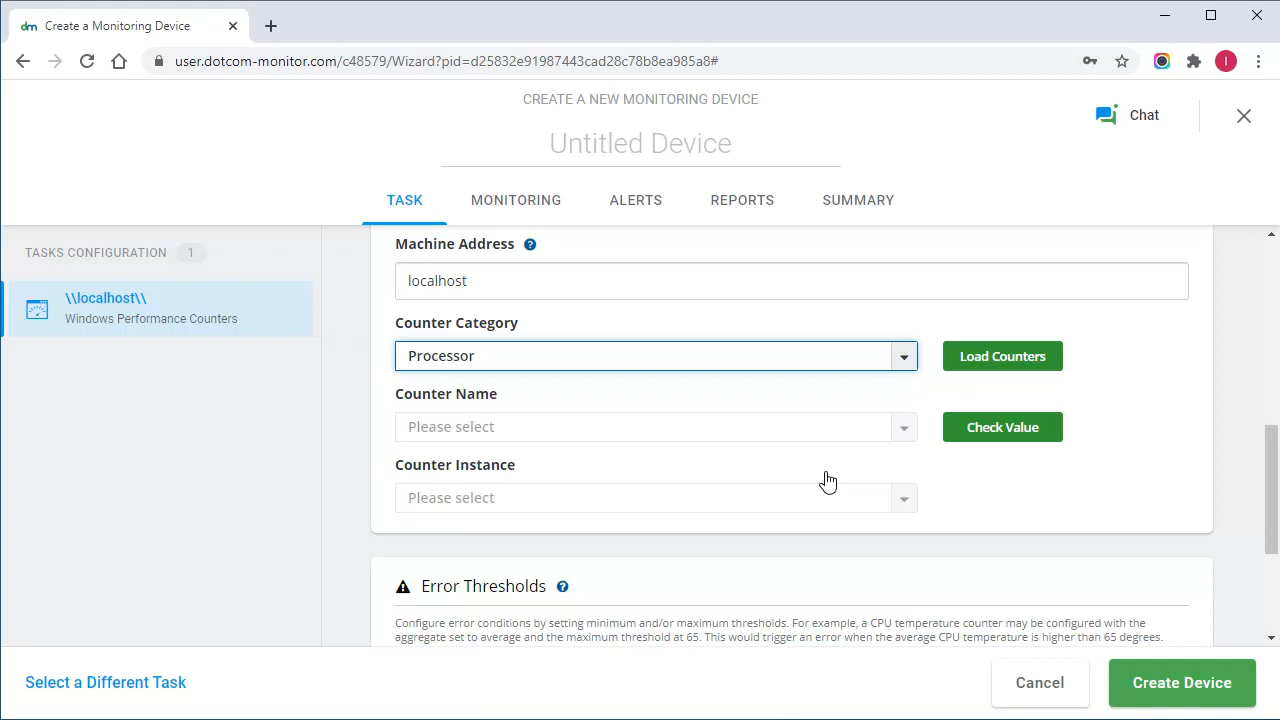 dm Create a Monitoring Device
user.dotcom-monitor.com/c48579/Wizard?pid=d25832e91987443cad28c78b8ea985a8#
I
CREATE A NEW MONITORING DEVICE
Untitled Device
Chat
TASK MONITORING ALERTS REPORTS SUMMARY
TASKS CONFIGURATION 1
\\localhost\\
Windows Performance Counters
Machine Address ?
localhost
Counter Category
Processor
Load Counters
Counter Name
Please select
Check Value
Counter Instance
Please select
Error Thresholds ?
Configure error conditions by setting minimum and/or maximum thresholds. For example, a CPU temperature counter may be configured with the
aggregate set to average and the maximum threshold at 65. This would trigger an error when the average CPU temperature is higher than 65 degrees.
Select a Different Task
Cancel
Create Device